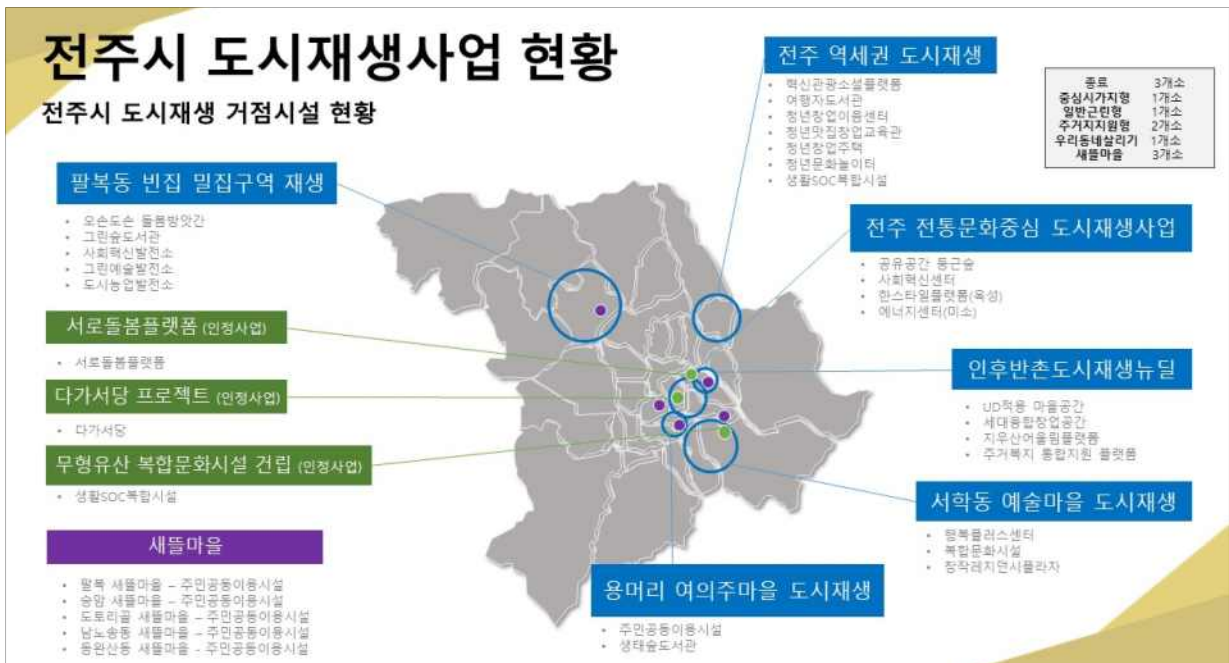 전주시 도시재생사업 현황
전주시 도시재생 거점시설 현황
종료 3개소
중심시가지형 1개소
일반근린형 1개소
주거지지원형 2개소
우리동네살리기 1개소
새뜰마을 3개소
팔복동 빈집 밀집구역 재생
• 오손도손 돌봄방앗간
• 그린숲도서관
• 사회혁신발전소
• 그린예술발전소
• 도시농업발전소
서로돌봄플랫폼 (인정사업)
• 서로돌봄플랫폼
다가서당 프로젝트 (인정사업)
• 다가서당
무형유산 복합문화시설 건립 (인정사업)
• 생활SOC복합시설
새뜰마을
• 팔복 새뜰마을 – 주민공동이용시설
• 승암 새뜰마을 – 주민공동이용시설
• 도토리골 새뜰마을 – 주민공동이용시설
• 남노송동 새뜰마을 – 주민공동이용시설
• 동완산동 새뜰마을 – 주민공동이용시설
전주 역세권 도시재생
• 혁신관광소셜플랫폼
• 여행자도서관
• 청년창업이음센터
• 청년맛집창업교육관
• 청년창업주택
• 청년문화놀이터
• 생활SOC복합시설
전주 전통문화중심 도시재생사업
• 공유공간 둥근숲
• 사회혁신센터
• 한스타일플랫폼(육성)
• 에너지센터(미소)
인후반촌도시재생뉴딜
• UD적용 마을공간
• 세대융합창업공간
• 지우산어울림플랫폼
• 주거복지 통합지원 플랫폼
서학동 예술마을 도시재생
• 행복플러스센터
• 복합문화시설
• 창작레지던시플라자
용머리 여의주마을 도시재생
• 주민공동이용시설
• 생태숲도서관